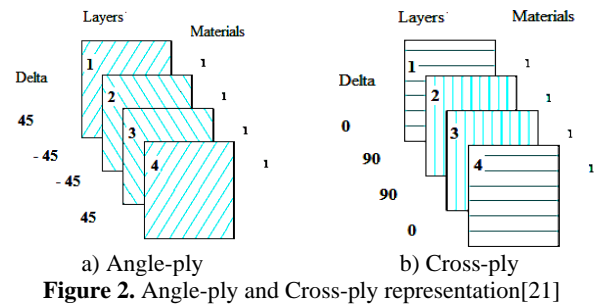 Layers
Materials
Delta
1
2
3
4
45
- 45
- 45
45
1
1
1
1
a) Angle-ply
Layers
Materials
Delta
1
2
3
4
0
90
90
0
1
1
1
1
b) Cross-ply
Figure 2. Angle-ply and Cross-ply representation[21]